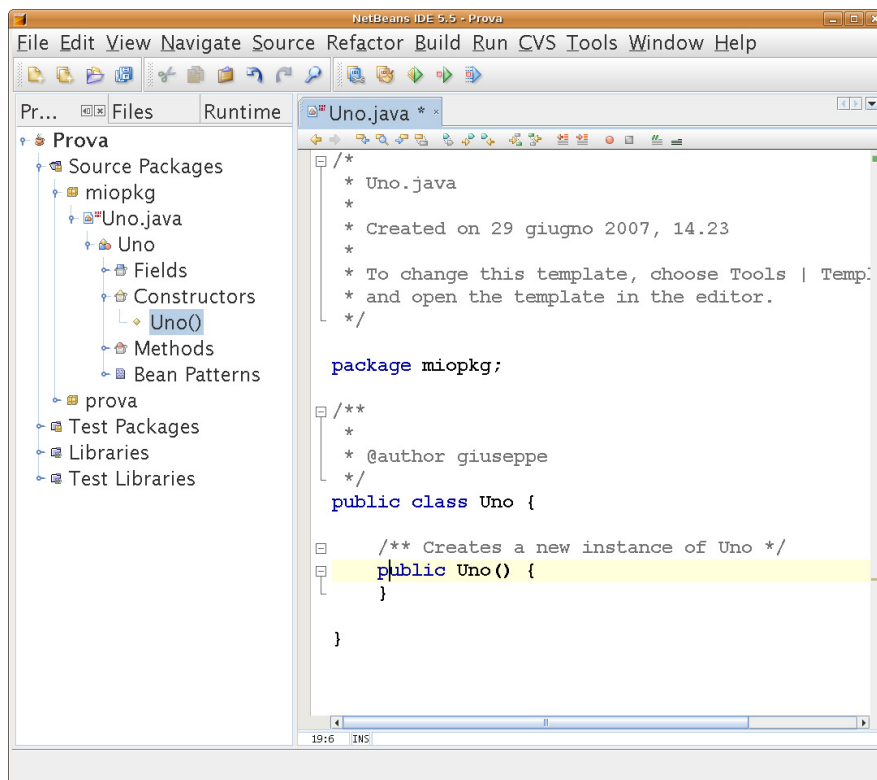 NetBeans IDE 5.5 - Prova
File Edit View Navigate Source Refactor Build Run CVS Tools Window Help
Pr... Files Runtime
Prova
Source Packages
miopkg
Uno.java
Uno
Fields
Constructors
Uno()
Methods
Bean Patterns
prova
Test Packages
Libraries
Test Libraries
Uno.java *
/*
* Uno.java
*
* Created on 29 giugno 2007, 14.23
*
* To change this template, choose Tools | Templ
* and open the template in the editor.
*/
package miopkg;
/**
*
* @author giuseppe
*/
public class Uno {
/** Creates a new instance of Uno */
public Uno() {
}
}
19:6 INS